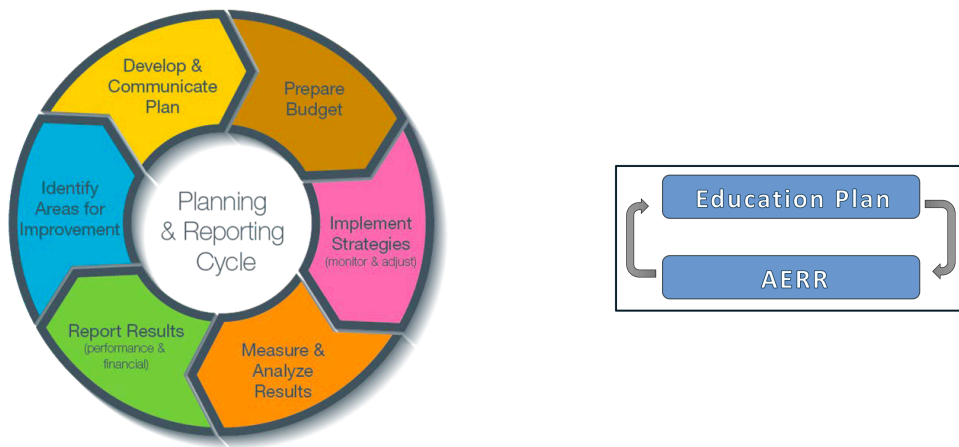 Develop &
Communicate
Plan
Prepare
Budget
Implement
Strategies
(monitor & adjust)
Measure &
Analyze
Results
Report Results
(performance &
financial)
Identify
Areas for
Improvement
Planning
& Reporting
Cycle
Education Plan
AERR